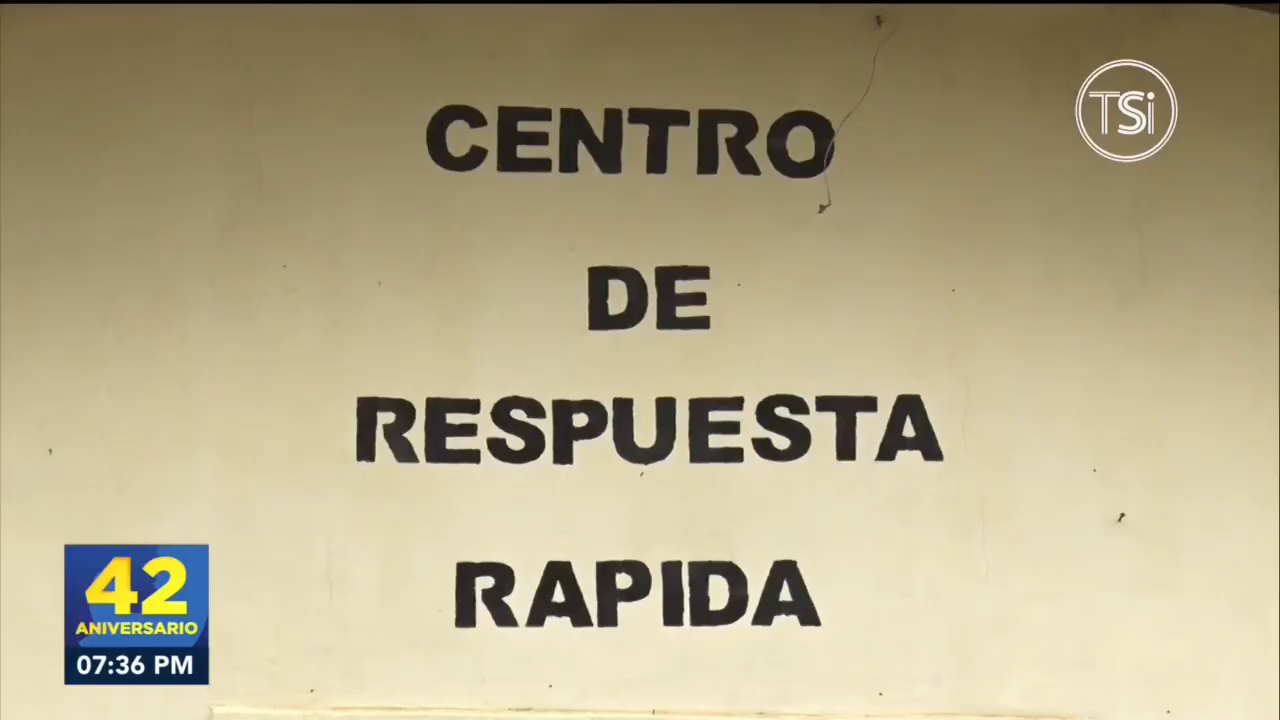 TSi
CENTRO
DE
RESPUESTA
RAPIDA
42
ANIVERSARIO
07:36 PM